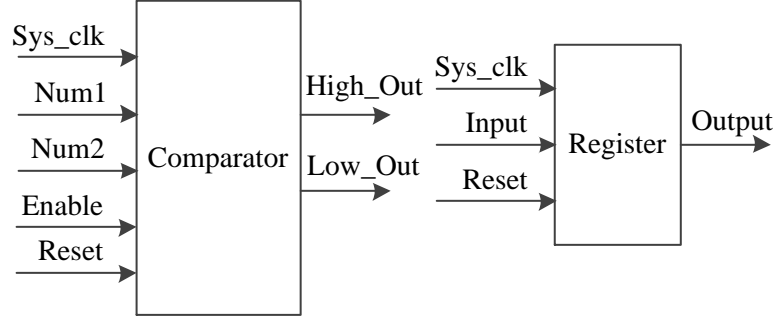 Sys_clk
Num1
Num2
Enable
Reset
Comparator
High_Out
Low_Out
Sys_clk
Input
Reset
Register
Output